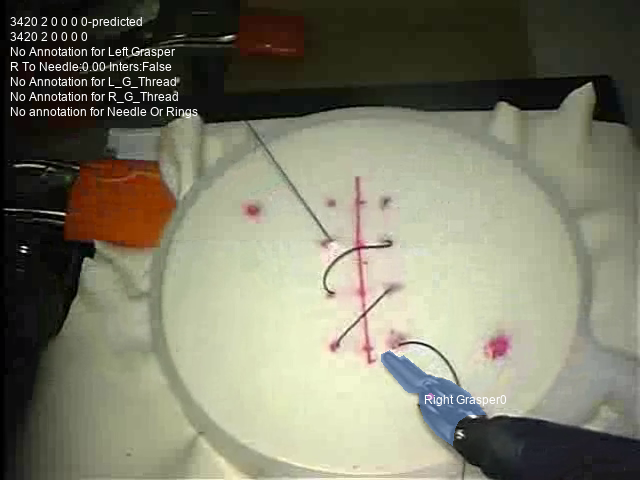 3420 2 0 0 0 0-predicted
3420 2 0 0 0 0
No Annotation for Left Grasper
R To Needle:0.00 Inters:False
No Annotation for L_G_Thread
No Annotation for R_G_Thread
No annotation for Needle Or Rings
Right Grasper0